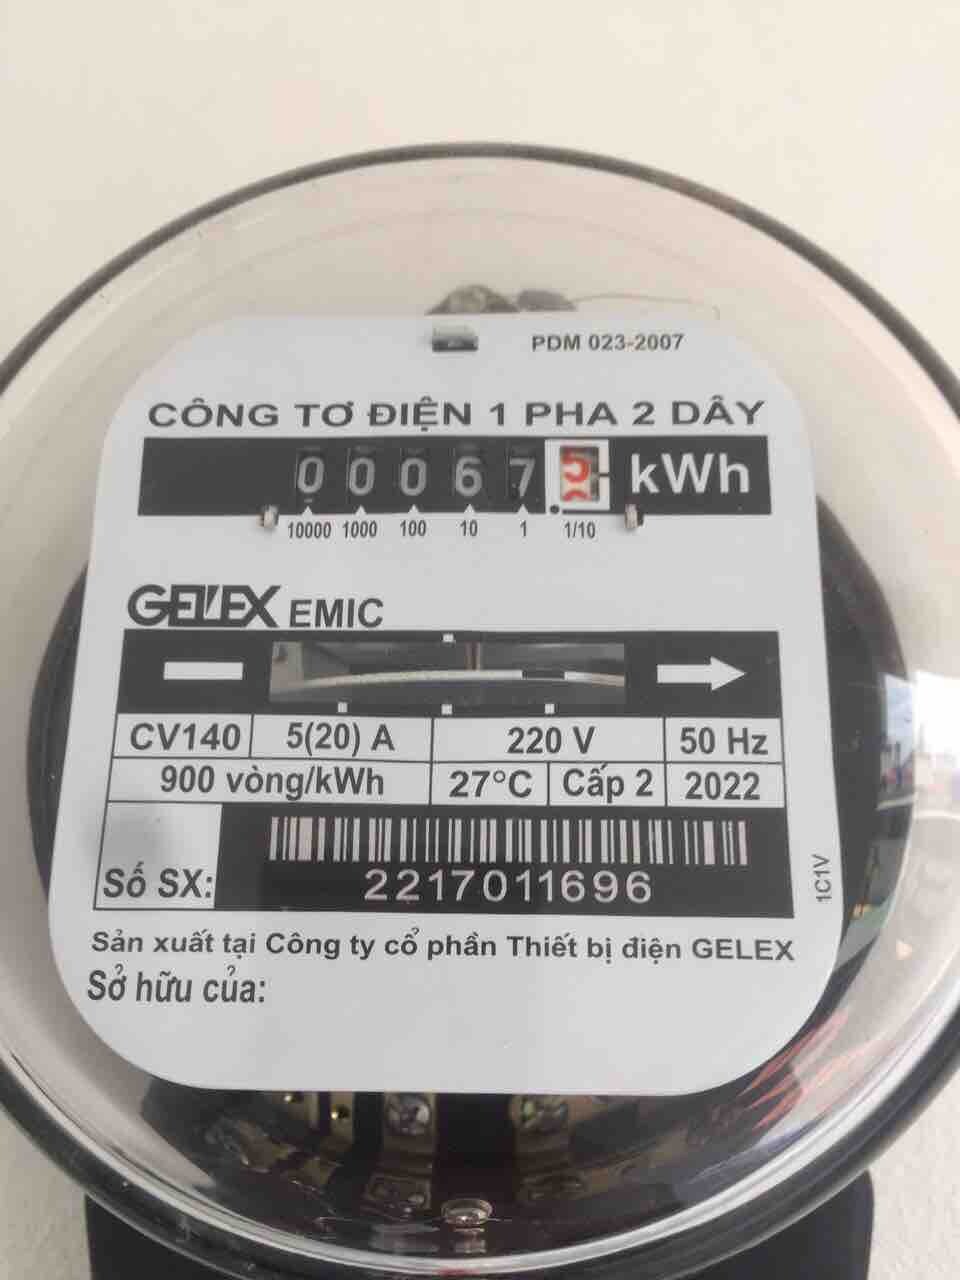 PDM 023-2007
CÔNG TƠ ĐIỆN 1 PHA 2 DÂY
0 0 0 6 7 5 kWh
10000 1000 100 10 1 1/10
GELEX EMIC
CV140 5(20) A 220 V 50 Hz
900 vòng/kWh 27°C Cấp 2 2022
Số SX: 2217011696
1C1V
Sản xuất tại Công ty cổ phần Thiết bị điện GELEX
Sở hữu của: